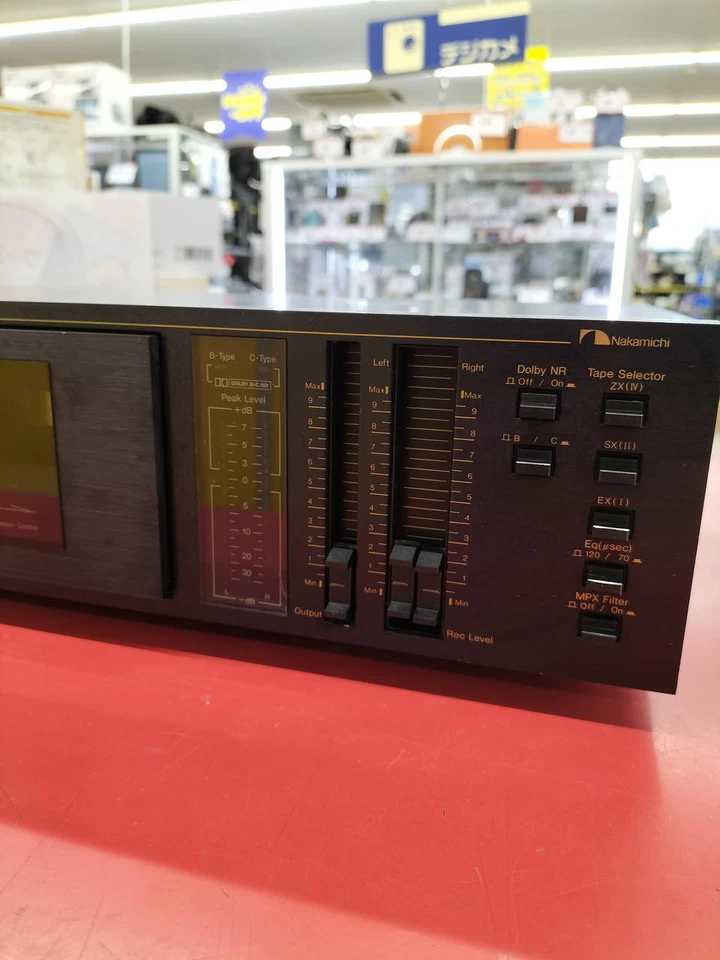 デジカメ
Nakamichi
B-Type C-Type
DOLBY B-C NR
Peak Level
+dB
7
5
3
0
5
10
20
30
-dB
L R
Max
9
8
7
6
5
4
3
2
1
Min
Output
Left
Max
9
8
7
6
5
4
3
2
1
Min
Right
Max
9
8
7
6
5
4
3
2
1
Min
Rec Level
Dolby NR
Off / On
B / C
Tape Selector
ZX(IV)
SX(II)
EX(I)
Eq(μsec)
120 / 70
MPX Filter
Off / On